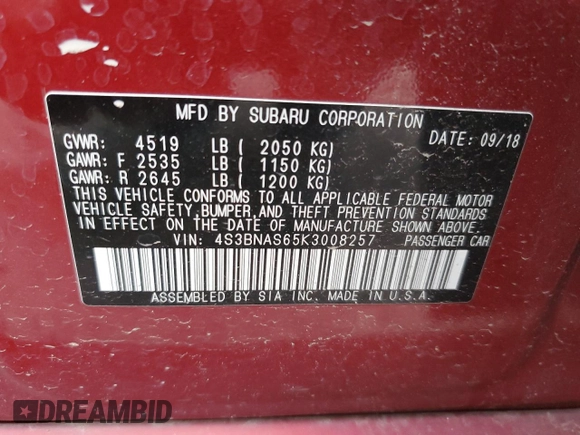 MFD BY SUBARU CORPORATION
GVWR: 4519 LB ( 2050 KG) DATE: 09/18
GAWR: F 2535 LB ( 1150 KG)
GAWR: R 2645 LB ( 1200 KG)
THIS VEHICLE CONFORMS TO ALL APPLICABLE FEDERAL MOTOR
VEHICLE SAFETY, BUMPER, AND THEFT PREVENTION STANDARDS
IN EFFECT ON THE DATE OF MANUFACTURE SHOWN ABOVE.
VIN: 4S3BNAS65K3008257 PASSENGER CAR
ASSEMBLED BY SIA INC. MADE IN U.S.A.
DREAMBID